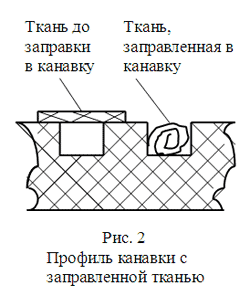 Ткань до
заправки
в канавку
Ткань,
заправленная в
канавку
Рис. 2
Профиль канавки с
заправленной тканью